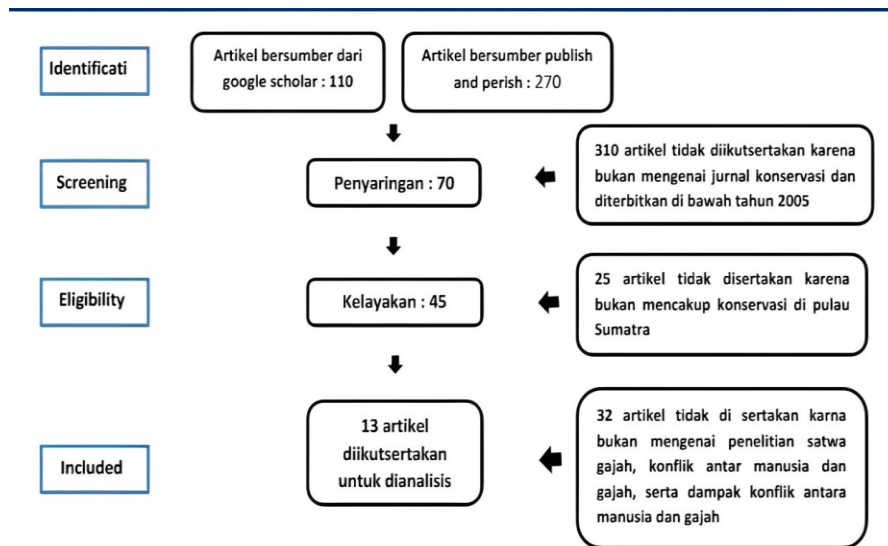 Identificati
Artikel bersumber dari
google scholar : 110
Artikel bersumber publish
and perish : 270
Screening
Penyaringan : 70
310 artikel tidak diikutsertakan karena
bukan mengenai jurnal konservasi dan
diterbitkan di bawah tahun 2005
Eligibility
Kelayakan : 45
25 artikel tidak disertakan karena
bukan mencakup konservasi di pulau
Sumatra
Included
13 artikel
diikutsertakan
untuk dianalisis
32 artikel tidak di sertakan karna
bukan mengenai penelitian satwa
gajah, konflik antar manusia dan
gajah, serta dampak konflik antara
manusia dan gajah